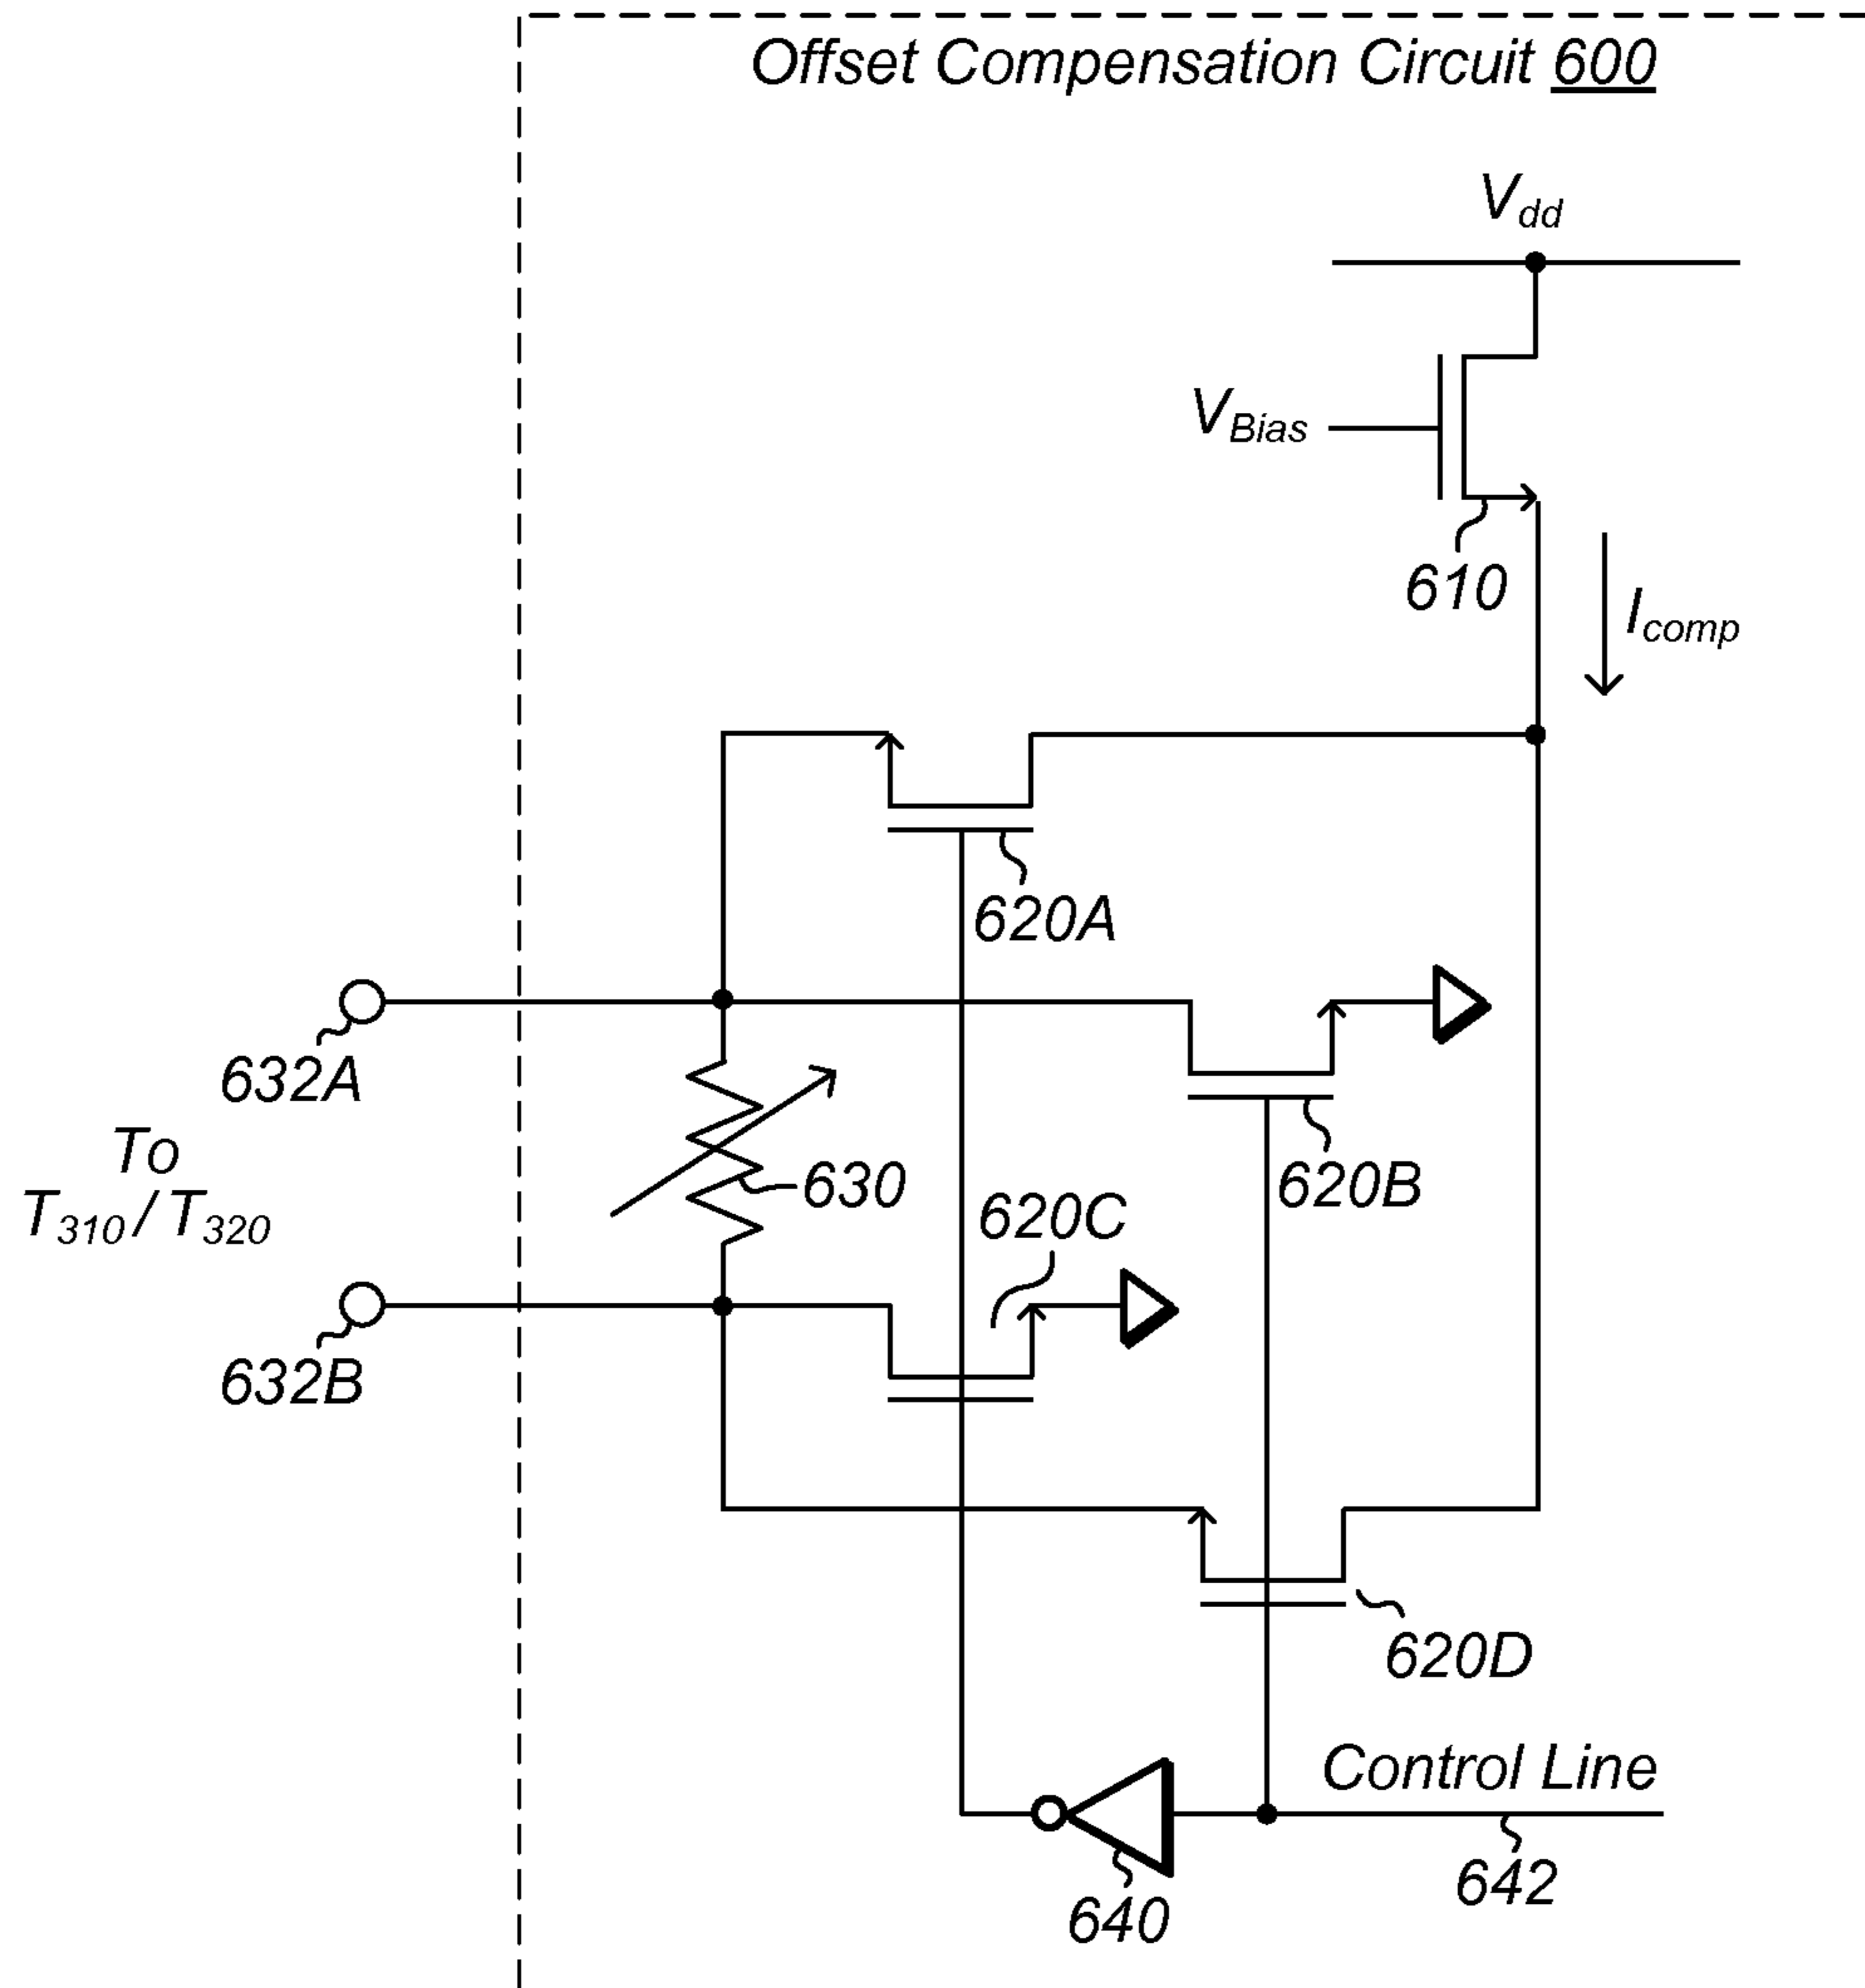 Offset Compensation Circuit 600
Vdd
VBias
610
Icomp
620A
632A
To
T310 / T320
630
620B
620C
632B
620D
Control Line
642
640